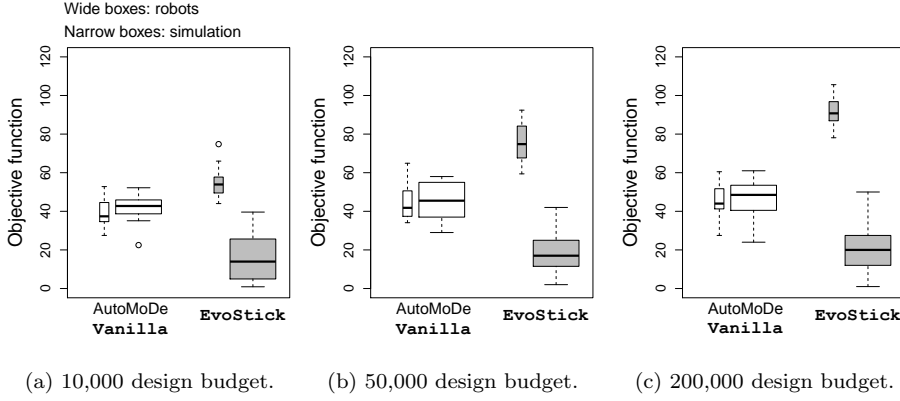 Wide boxes: robots
Narrow boxes: simulation
Objective function
0 20 40 60 80 100 120
AutoMoDe
Vanilla
EvoStick
Objective function
0 20 40 60 80 100 120
AutoMoDe
Vanilla
EvoStick
Objective function
0 20 40 60 80 100 120
AutoMoDe
Vanilla
EvoStick
(a) 10,000 design budget.
(b) 50,000 design budget.
(c) 200,000 design budget.